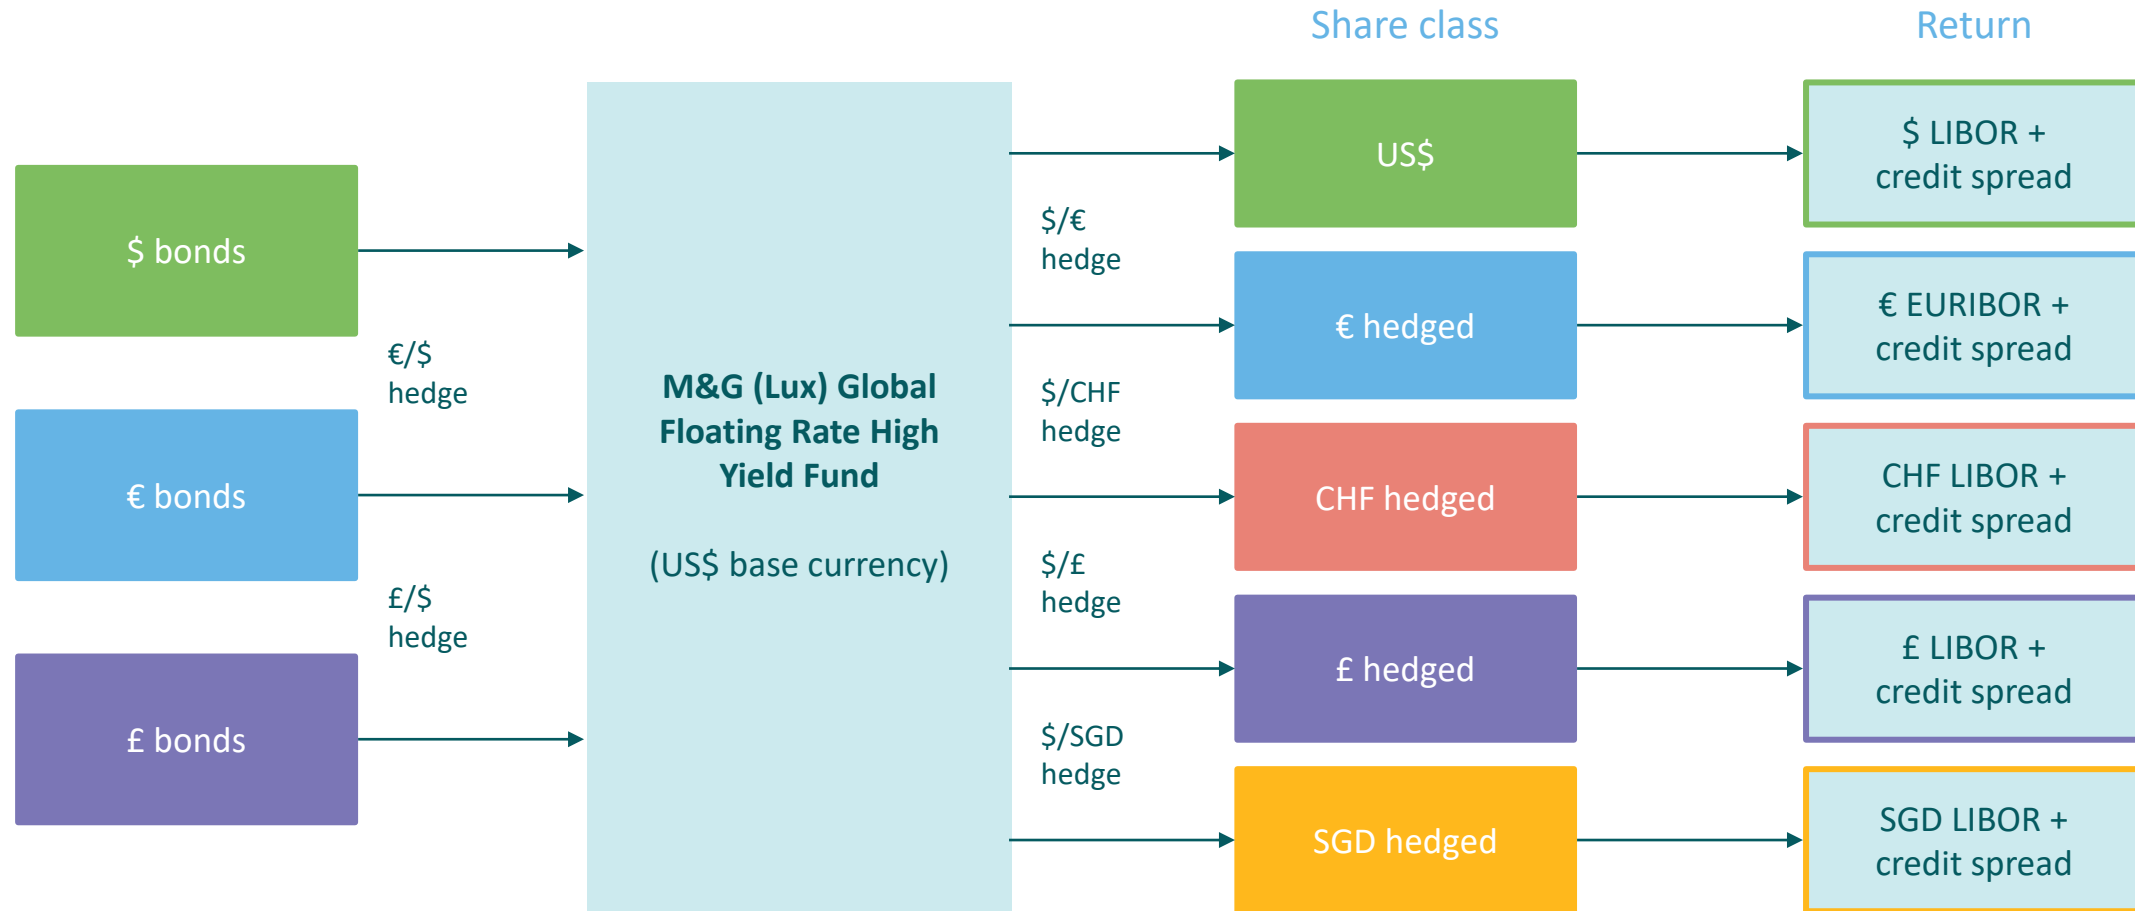 Share class
Return
$ bonds
€/$
hedge
€ bonds
£/$
hedge
£ bonds
M&G (Lux) Global
Floating Rate High
Yield Fund
(US$ base currency)
$/€
hedge
$/CHF
hedge
$/£
hedge
$/SGD
hedge
US$
€ hedged
CHF hedged
£ hedged
SGD hedged
$ LIBOR +
credit spread
€ EURIBOR +
credit spread
CHF LIBOR +
credit spread
£ LIBOR +
credit spread
SGD LIBOR +
credit spread